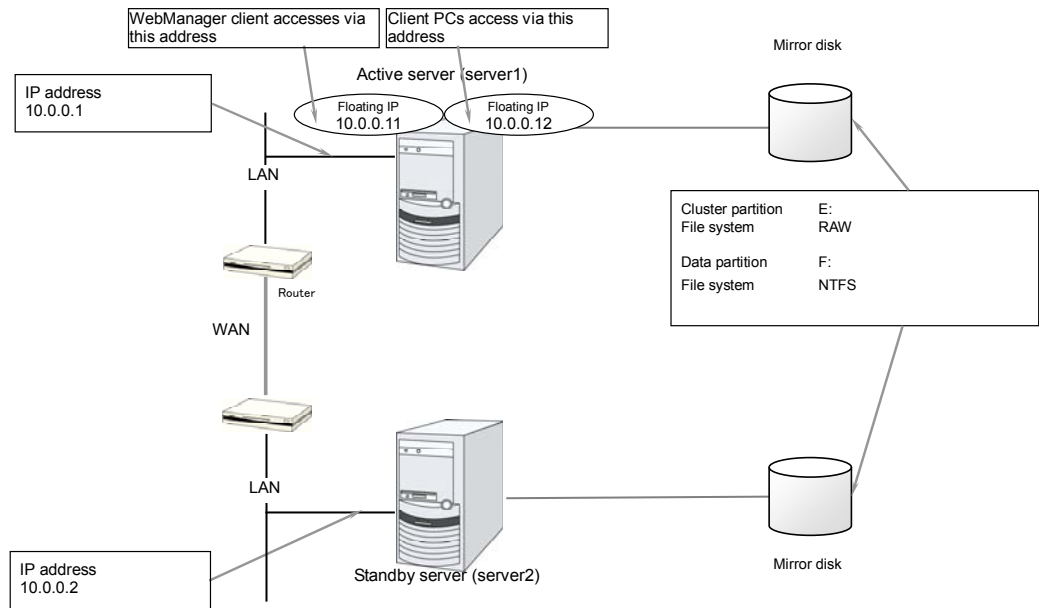 WebManager client accesses via
this address
Client PCs access via this
address
Mirror disk
Active server (server1)
IP address
10.0.0.1
Floating IP
10.0.0.11
Floating IP
10.0.0.12
LAN
Cluster partition E:
File system RAW
Data partition F:
File system NTFS
Router
WAN
LAN
IP address
10.0.0.2
Standby server (server2)
Mirror disk